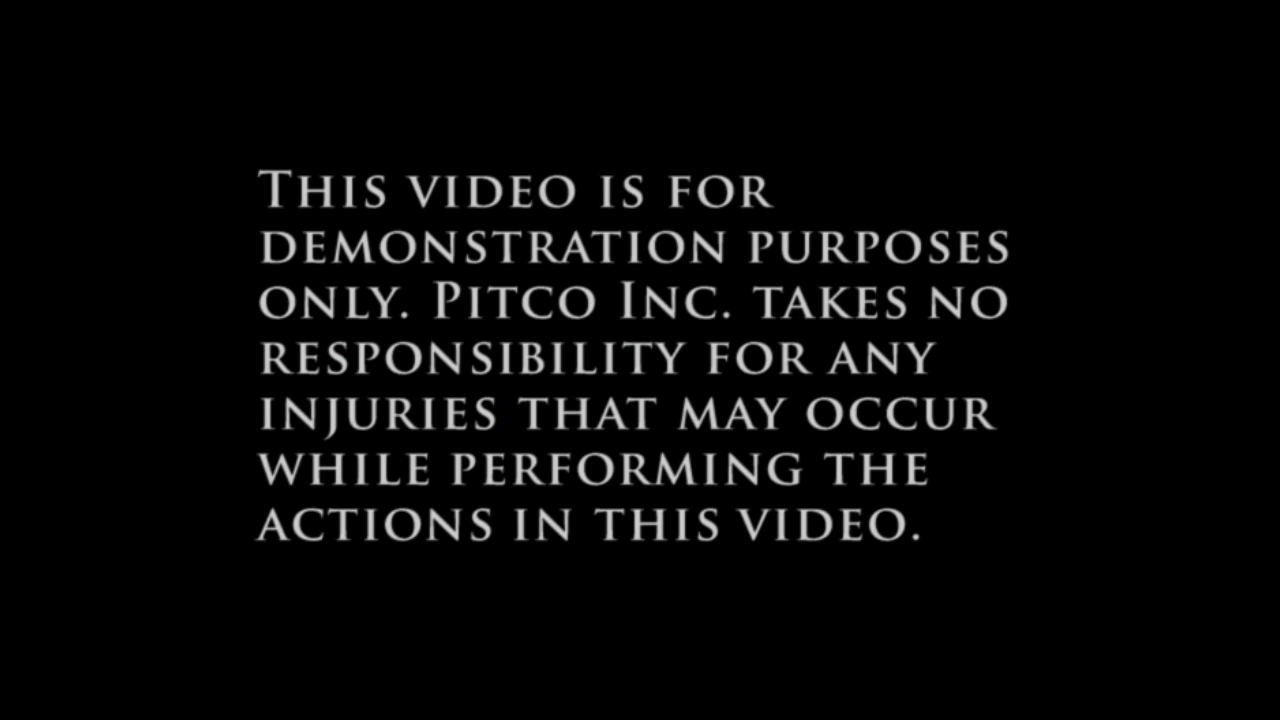 This video is for
demonstration purposes
only. Pitco Inc. takes no
responsibility for any
injuries that may occur
while performing the
actions in this video.